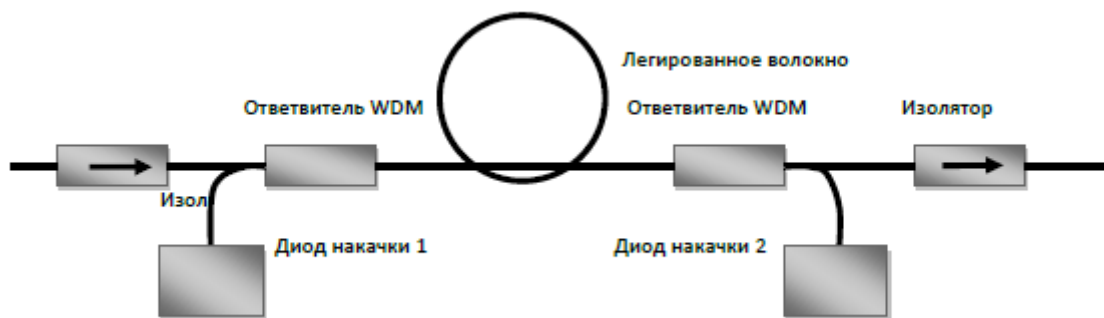 Легированное волокно
Ответвитель WDM
Ответвитель WDM
Изолятор
Изол
Диод накачки 1
Диод накачки 2